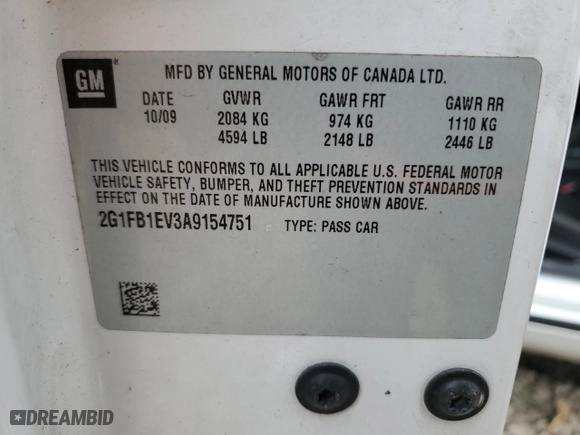 GM
MFD BY GENERAL MOTORS OF CANADA LTD.
DATE GVWR GAWR FRT GAWR RR
10/09 2084 KG 974 KG 1110 KG
4594 LB 2148 LB 2446 LB
THIS VEHICLE CONFORMS TO ALL APPLICABLE U.S. FEDERAL MOTOR
VEHICLE SAFETY, BUMPER, AND THEFT PREVENTION STANDARDS IN
EFFECT ON THE DATE OF MANUFACTURE SHOWN ABOVE.
2G1FB1EV3A9154751 TYPE: PASS CAR
DREAMBID